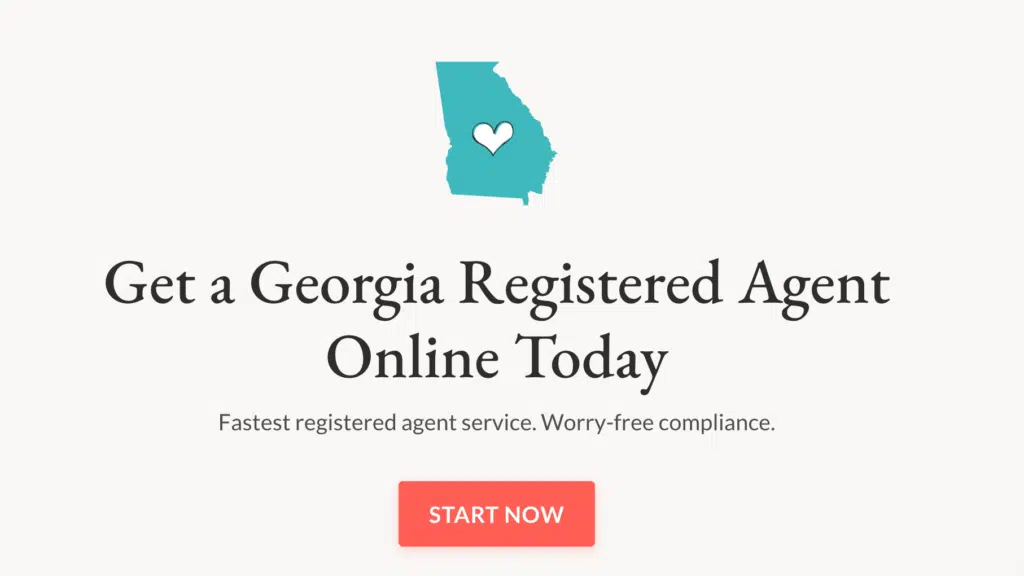 Get a Georgia Registered Agent
Online Today
Fastest registered agent service. Worry-free compliance.
START NOW